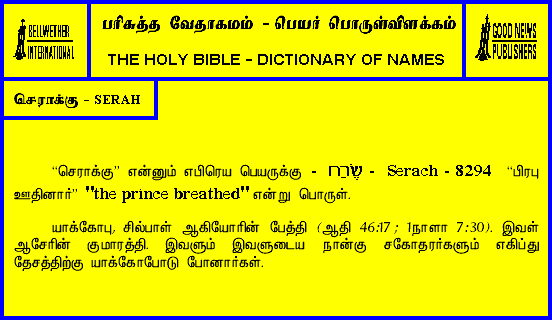 BELLWETHER
INTERNATIONAL
பரிசுத்த வேதாகமம் - பெயர் பொருள்விளக்கம்
THE HOLY BIBLE - DICTIONARY OF NAMES
GOOD NEWS
PUBLISHERS
செராக்கு - SERAH
“செராக்கு” என்னும் எபிரெய பெயருக்கு - שֶׂרַח - Serach - 8294 “பிரபு
ஊதினார்” "the prince breathed" என்று பொருள்.
யாக்கோபு, சில்பாள் ஆகியோரின் பேத்தி (ஆதி 46:17 ; 1நாளா 7:30). இவள்
ஆசேரின் குமாரத்தி. இவளும் இவளுடைய நான்கு சகோதரர்களும் எகிப்து
தேசத்திற்கு யாக்கோபோடு போனார்கள்.